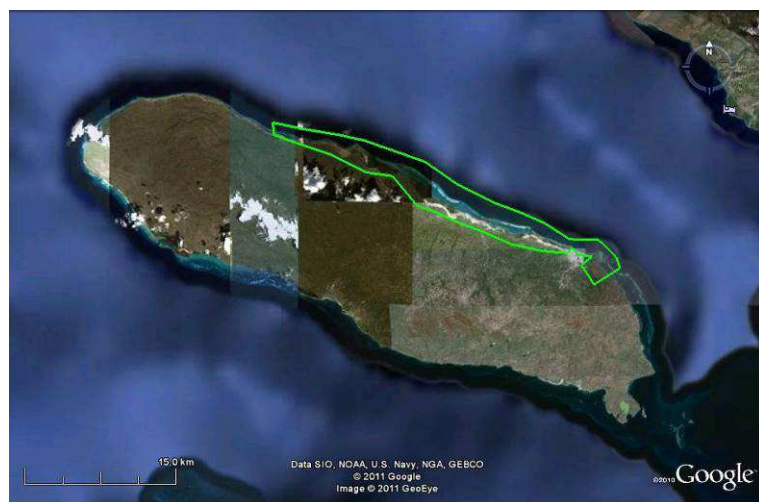 N
15.0 km
Data SIO, NOAA, U.S. Navy, NGA, GEBCO
© 2011 Google
Image © 2011 GeoEye
©2010 Google